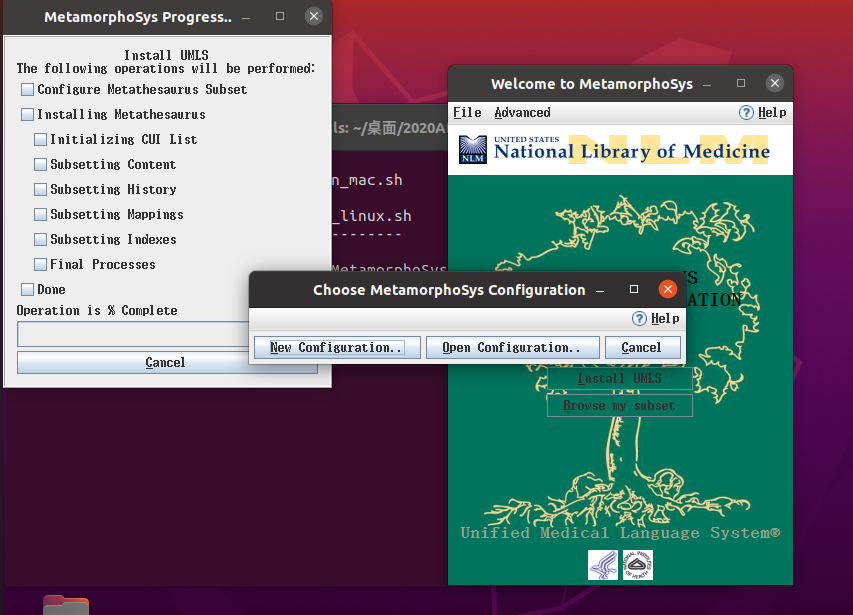 MetamorphoSys Progress..
Install UMLS
The following operations will be performed:
Configure Metathesaurus Subset
Installing Metathesaurus
Initializing CUI List
Subsetting Content
Subsetting History
Subsetting Mappings
Subsetting Indexes
Final Processes
Done
Operation is % Complete
Cancel
ls: ~/桌面/2020A
n_mac.sh
_linux.sh
--------
MetamorphoSys
Welcome to MetamorphoSys
File Advanced Help
UNITED STATES
National Library of Medicine
NLM
YS
ATION
Choose MetamorphoSys Configuration
Help
New Configuration.. Open Configuration.. Cancel
Install UMLS
Browse my subset
Unified Medical Language System®